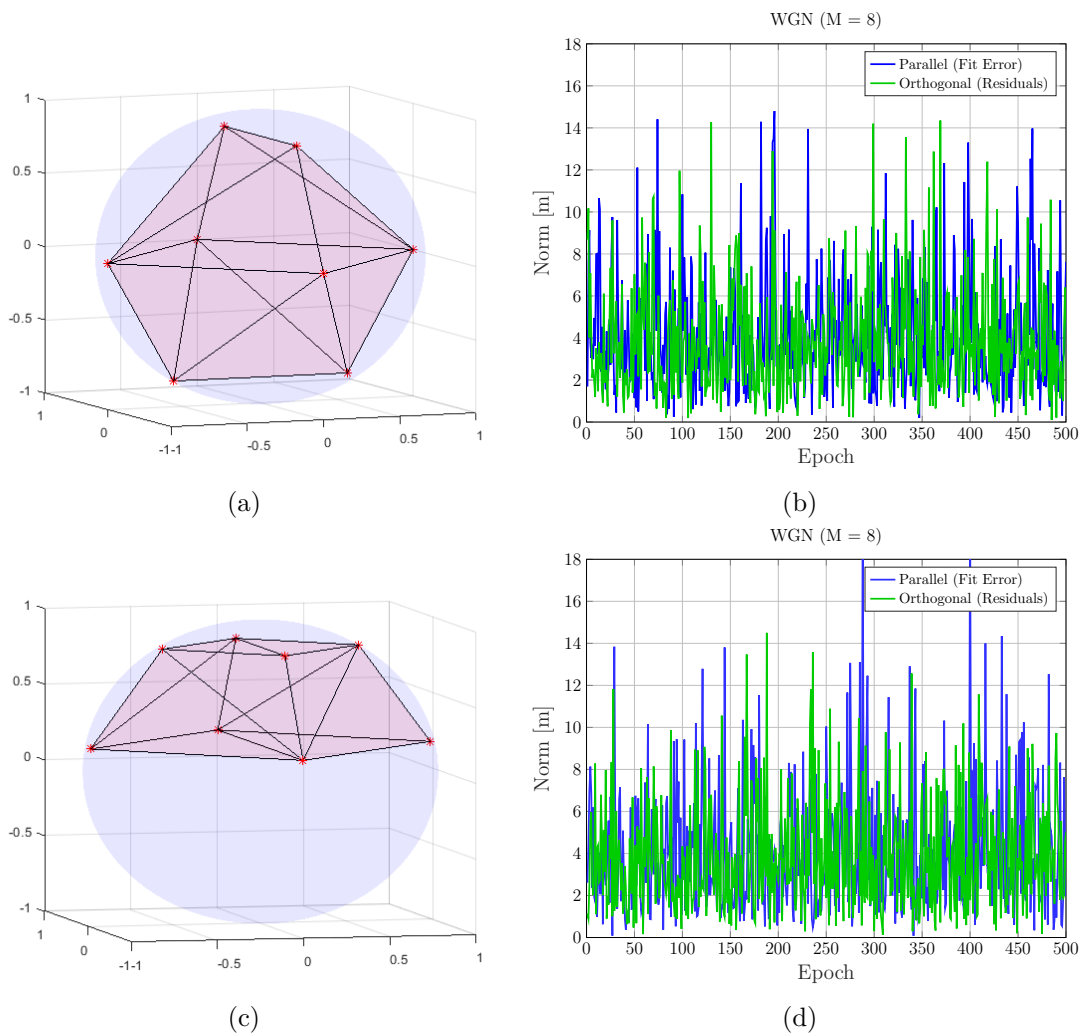 WGN (M = 8)
1
0.5
0
-0.5
-1
1
0
-1-1
-0.5
0
0.5
1
18
16
14
12
10
8
6
4
2
0
Norm [m]
Parallel (Fit Error)
Orthogonal (Residuals)
0 50 100 150 200 250 300 350 400 450 500
Epoch
(a)
(b)
WGN (M = 8)
1
0.5
0
-0.5
-1
1
0
-1-1
-0.5
0
0.5
1
18
16
14
12
10
8
6
4
2
0
Norm [m]
Parallel (Fit Error)
Orthogonal (Residuals)
0 50 100 150 200 250 300 350 400 450 500
Epoch
(c)
(d)